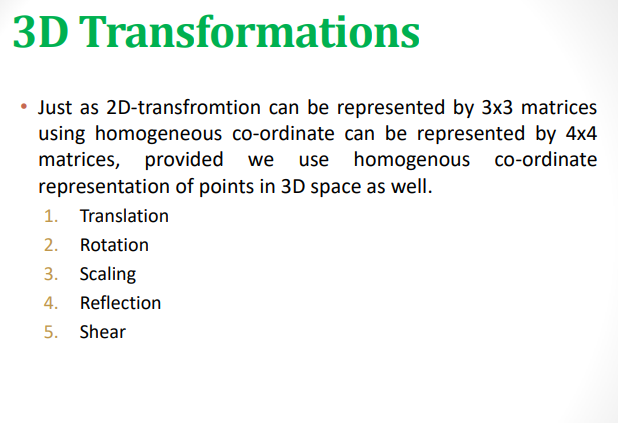 3D Transformations
• Just as 2D-transfromtion can be represented by 3x3 matrices
using homogeneous co-ordinate can be represented by 4x4
matrices, provided we use homogenous co-ordinate
representation of points in 3D space as well.
1. Translation
2. Rotation
3. Scaling
4. Reflection
5. Shear